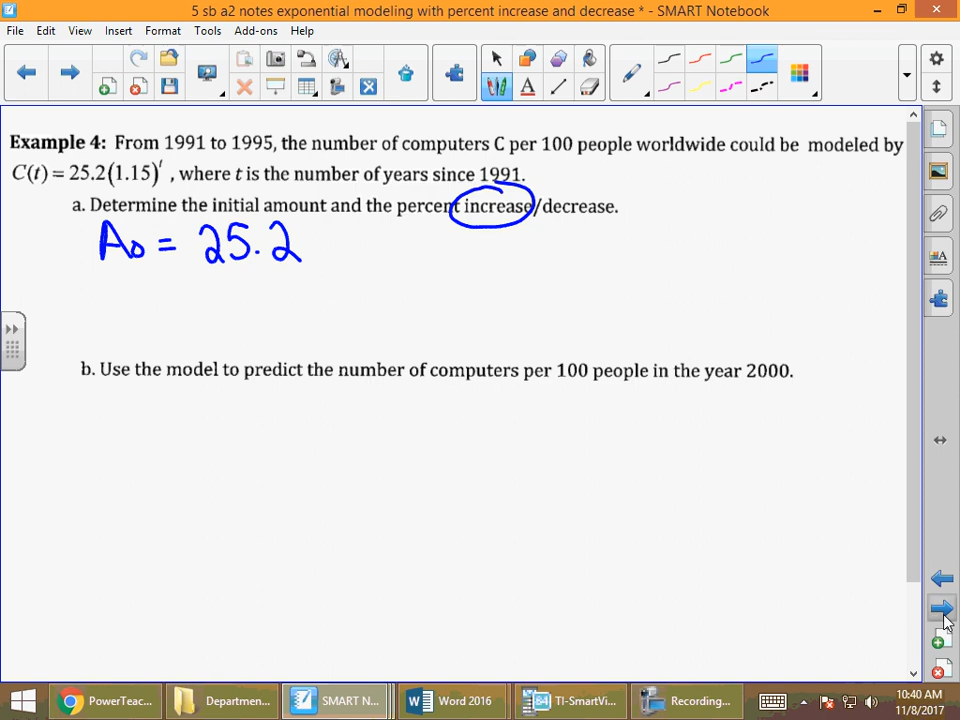 5 sb a2 notes exponential modeling with percent increase and decrease * - SMART Notebook
File Edit View Insert Format Tools Add-ons Help
Example 4: From 1991 to 1995, the number of computers C per 100 people worldwide could be modeled by
C(t) = 25.2(1.15)^t , where t is the number of years since 1991.
a. Determine the initial amount and the percent increase/decrease.
A0 = 25.2
b. Use the model to predict the number of computers per 100 people in the year 2000.
PowerTeac... Departmen... SMART N... Word 2016 TI-SmartVi... Recording... 10:40 AM
11/8/2017